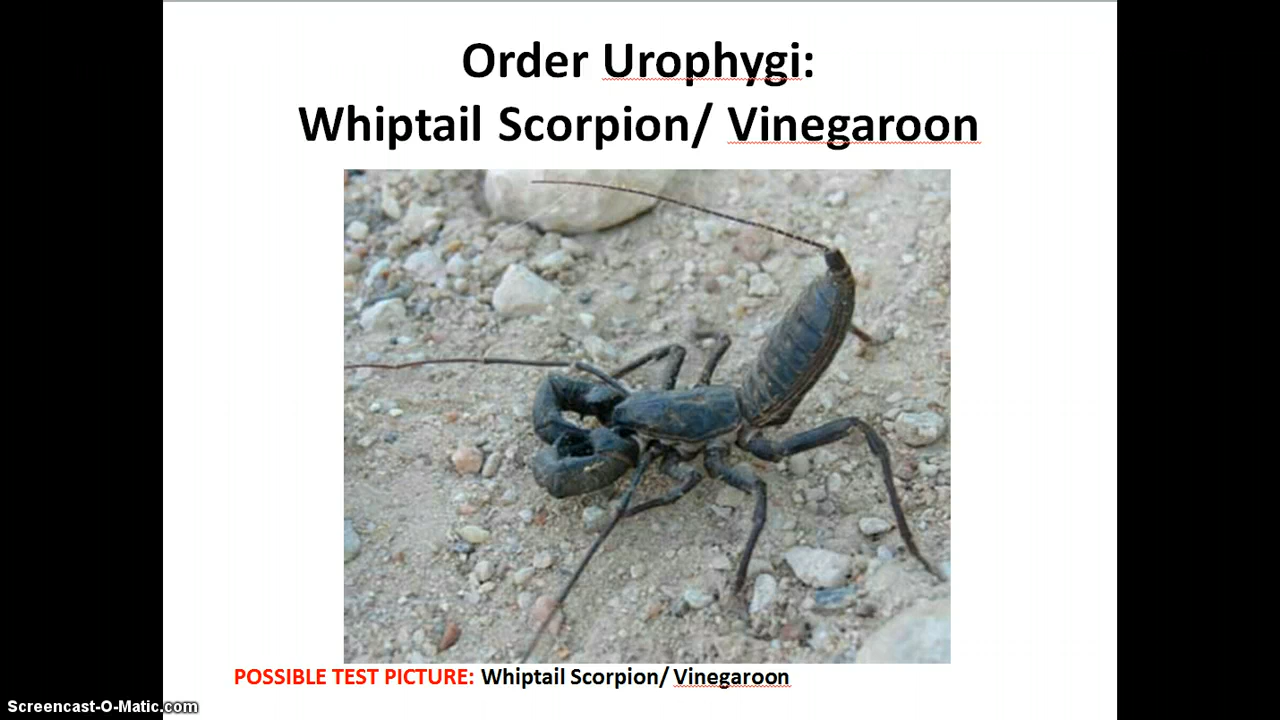 Order Urophygi:
Whiptail Scorpion/ Vinegaroon
POSSIBLE TEST PICTURE: Whiptail Scorpion/ Vinegaroon
Screencast-O-Matic.com